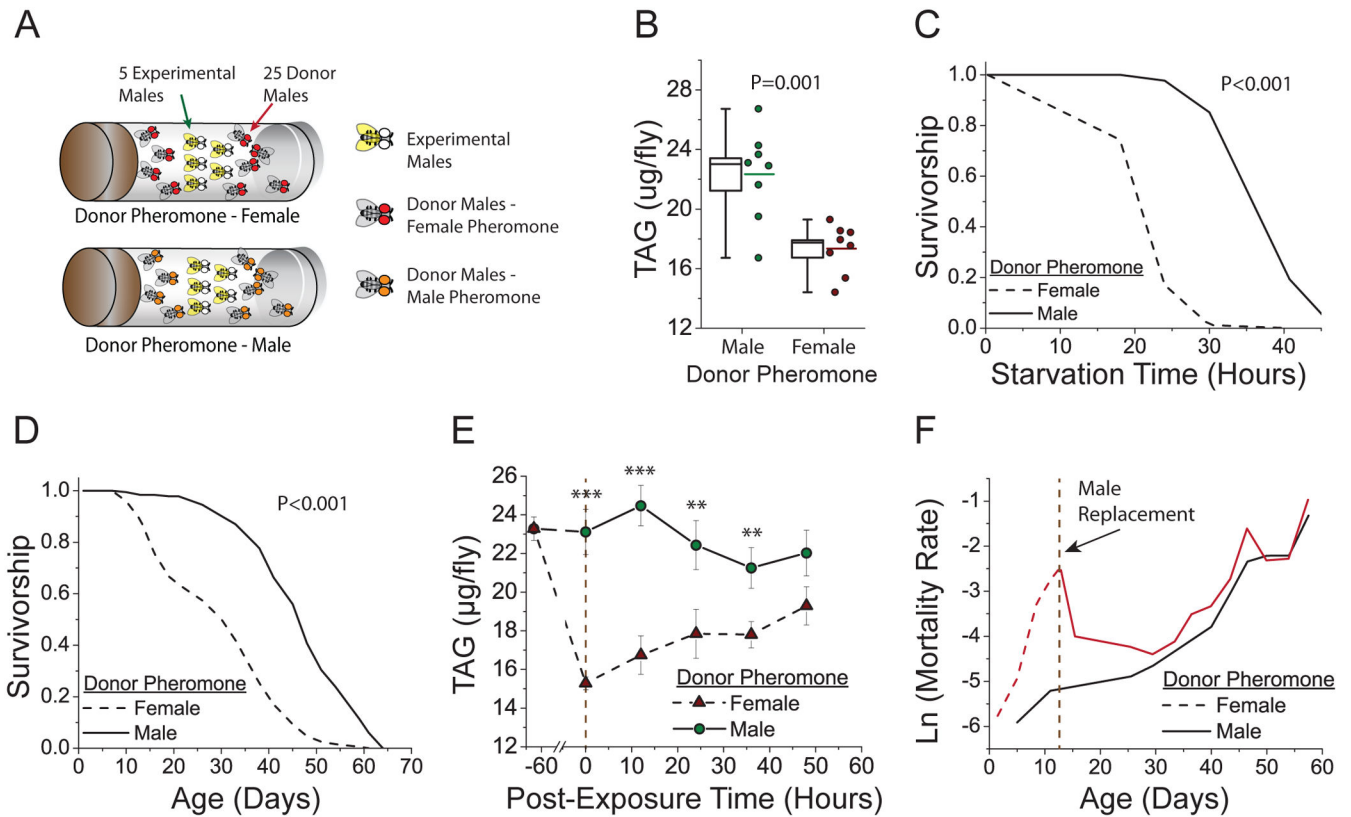 A
5 Experimental
Males
25 Donor
Males
Donor Pheromone - Female
Donor Pheromone - Male
Experimental
Males
Donor Males -
Female Pheromone
Donor Males -
Male Pheromone
B
P=0.001
TAG (ug/fly)
28
24
20
16
12
Male Female
Donor Pheromone
C
P<0.001
Survivorship
1.0
0.8
0.6
0.4
0.2
0.0
Donor Pheromone
Female
Male
0 10 20 30 40
Starvation Time (Hours)
D
P<0.001
Survivorship
1.0
0.8
0.6
0.4
0.2
0.0
Donor Pheromone
Female
Male
0 10 20 30 40 50 60 70
Age (Days)
E
TAG (µg/fly)
26
24
22
20
18
16
14
12
*** *** ** **
Donor Pheromone
Female
Male
-60 0 10 20 30 40 50 60
Post-Exposure Time (Hours)
F
Male
Replacement
Ln (Mortality Rate)
-1
-2
-3
-4
-5
-6
Donor Pheromone
Female
Male
0 10 20 30 40 50 60
Age (Days)